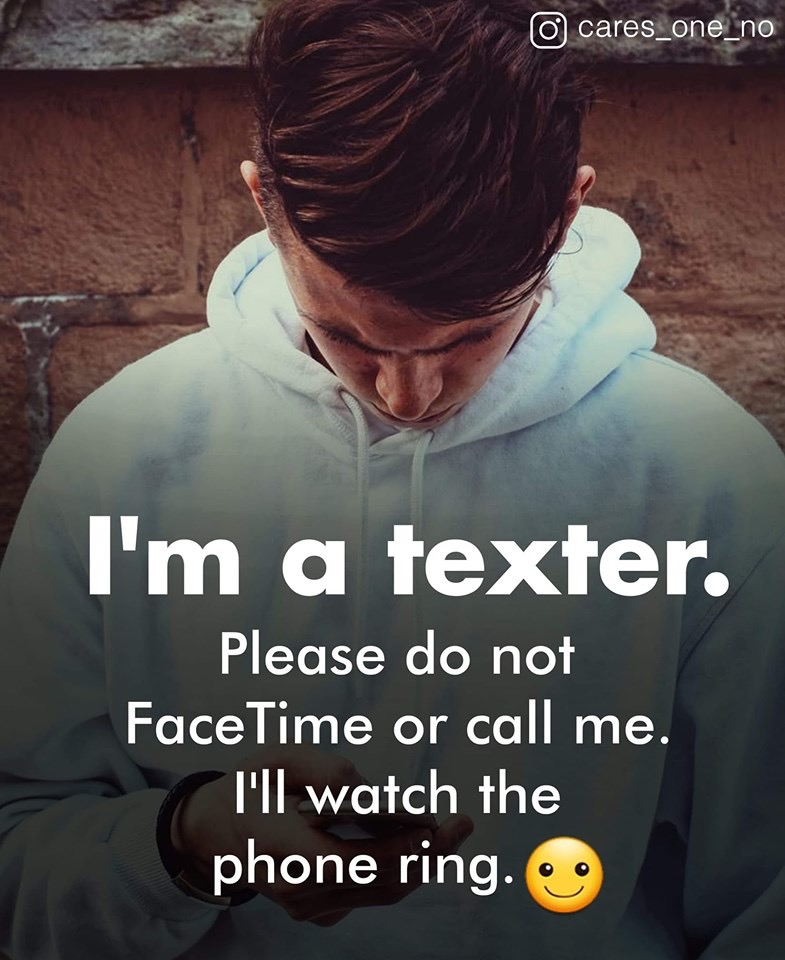 cares_one_no
I'm a texter.
Please do not
FaceTime or call me.
I'll watch the
phone ring.